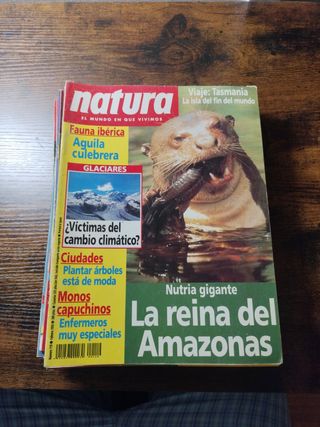 natura
EL MUNDO EN QUE VIVIMOS
Viaje: Tasmania
La isla del fin del mundo
Fauna ibérica
Aguila
culebrera
GLACIARES
¿Víctimas del
cambio climático?
Ciudades
Plantar árboles
está de moda
Monos
capuchinos
Enfermeros
muy especiales
Nutria gigante
La reina del
Amazonas